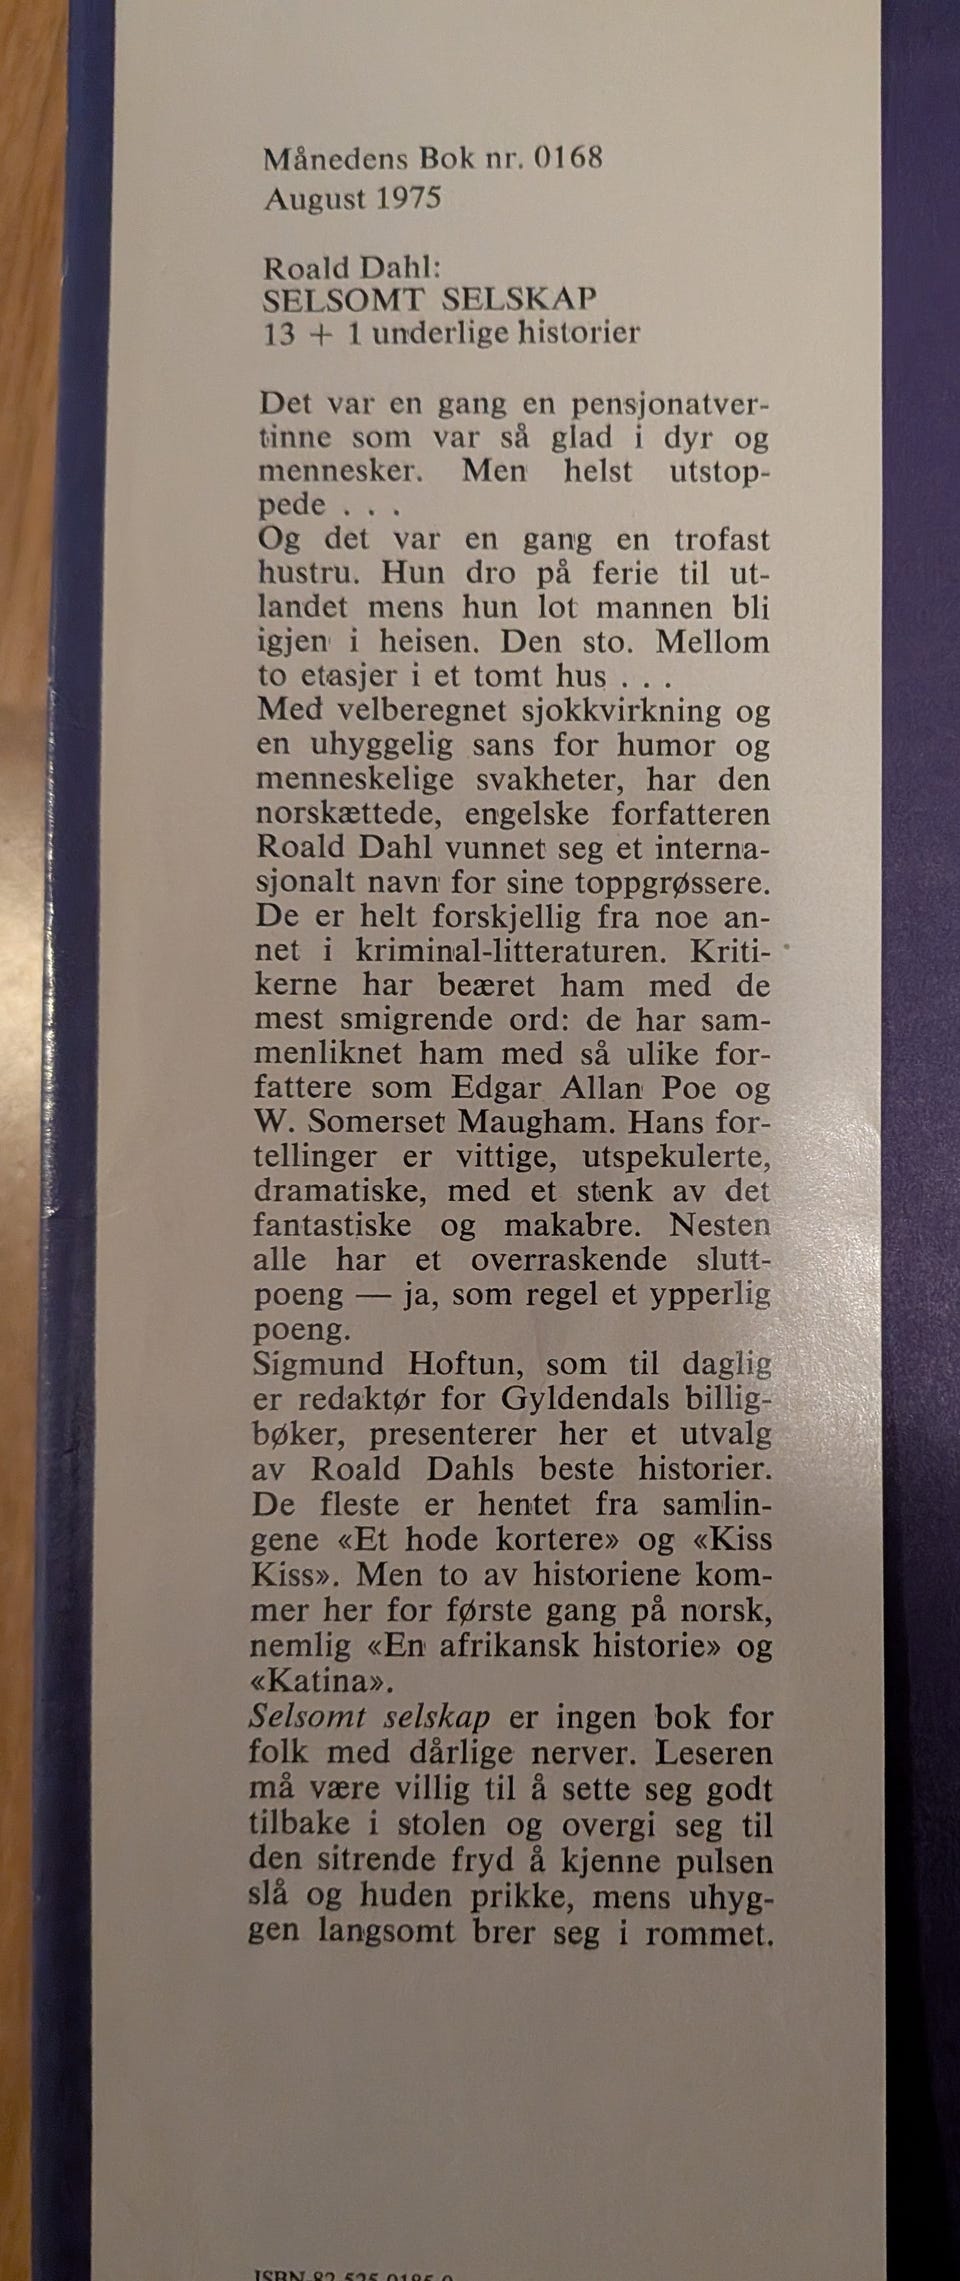 Månedens Bok nr. 0168
August 1975
Roald Dahl:
SELSOMT SELSKAP
13 + 1 underlige historier
Det var en gang en pensjonatver-
tinne som var så glad i dyr og
mennesker. Men helst utstop-
pede . . .
Og det var en gang en trofast
hustru. Hun dro på ferie til ut-
landet mens hun lot mannen bli
igjen i heisen. Den sto. Mellom
to etasjer i et tomt hus . . .
Med velberegnet sjokkvirkning og
en uhyggelig sans for humor og
menneskelige svakheter, har den
norskættede, engelske forfatteren
Roald Dahl vunnet seg et interna-
sjonalt navn for sine toppgrøssere.
De er helt forskjellig fra noe an-
net i kriminal-litteraturen. Kriti-
kerne har beæret ham med de
mest smigrende ord: de har sam-
menliknet ham med så ulike for-
fattere som Edgar Allan Poe og
W. Somerset Maugham. Hans for-
tellinger er vittige, utspekulerte,
dramatiske, med et stenk av det
fantastiske og makabre. Nesten
alle har et overraskende slutt-
poeng — ja, som regel et ypperlig
poeng.
Sigmund Hoftun, som til daglig
er redaktør for Gyldendals billig-
bøker, presenterer her et utvalg
av Roald Dahls beste historier.
De fleste er hentet fra samlin-
gene «Et hode kortere» og «Kiss
Kiss». Men to av historiene kom-
mer her for første gang på norsk,
nemlig «En afrikansk historie» og
«Katina».
Selsomt selskap er ingen bok for
folk med dårlige nerver. Leseren
må være villig til å sette seg godt
tilbake i stolen og overgi seg til
den sitrende fryd å kjenne pulsen
slå og huden prikke, mens uhyg-
gen langsomt brer seg i rommet.
ISBN 82 525 0185 0